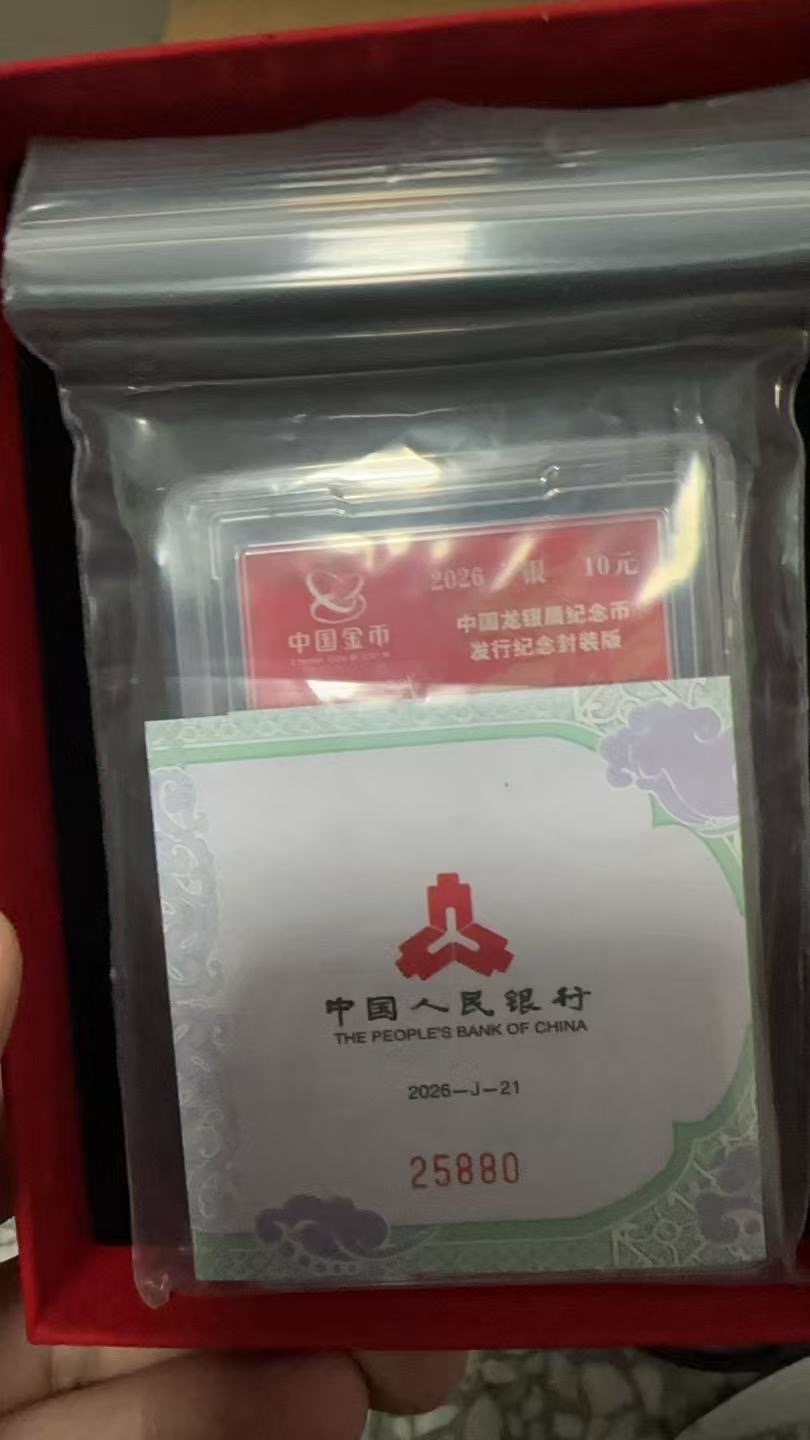 2026 银 10元
中国金币
中国龙银质纪念币
发行纪念封装版
中国人民银行
THE PEOPLE'S BANK OF CHINA
2026-J-21
25880